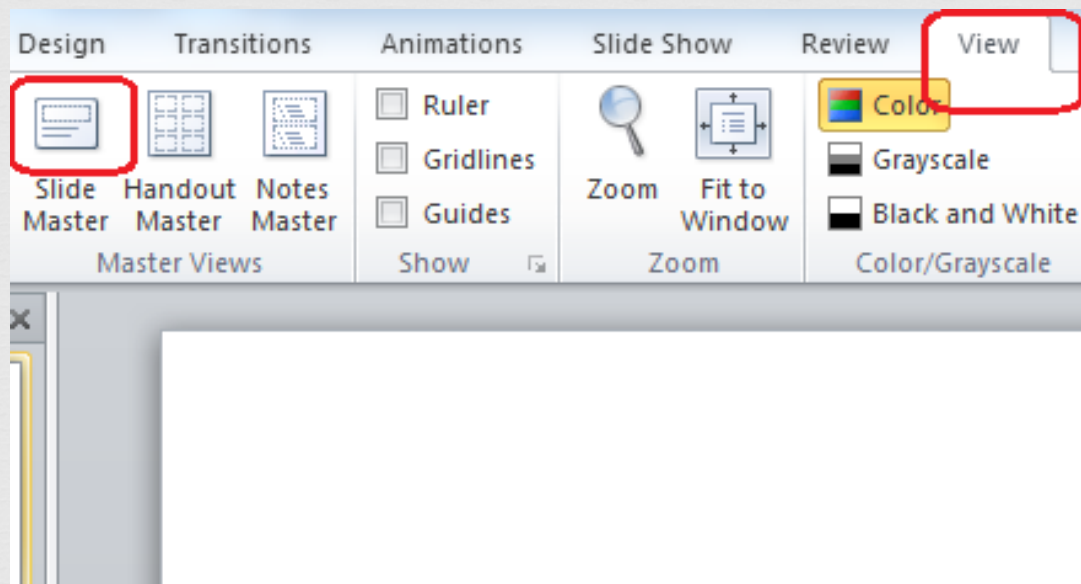 Design Transitions Animations Slide Show Review View
Slide Master
Handout Master
Notes Master
Master Views
Ruler
Gridlines
Guides
Show
Zoom
Fit to Window
Zoom
Color
Grayscale
Black and White
Color/Grayscale